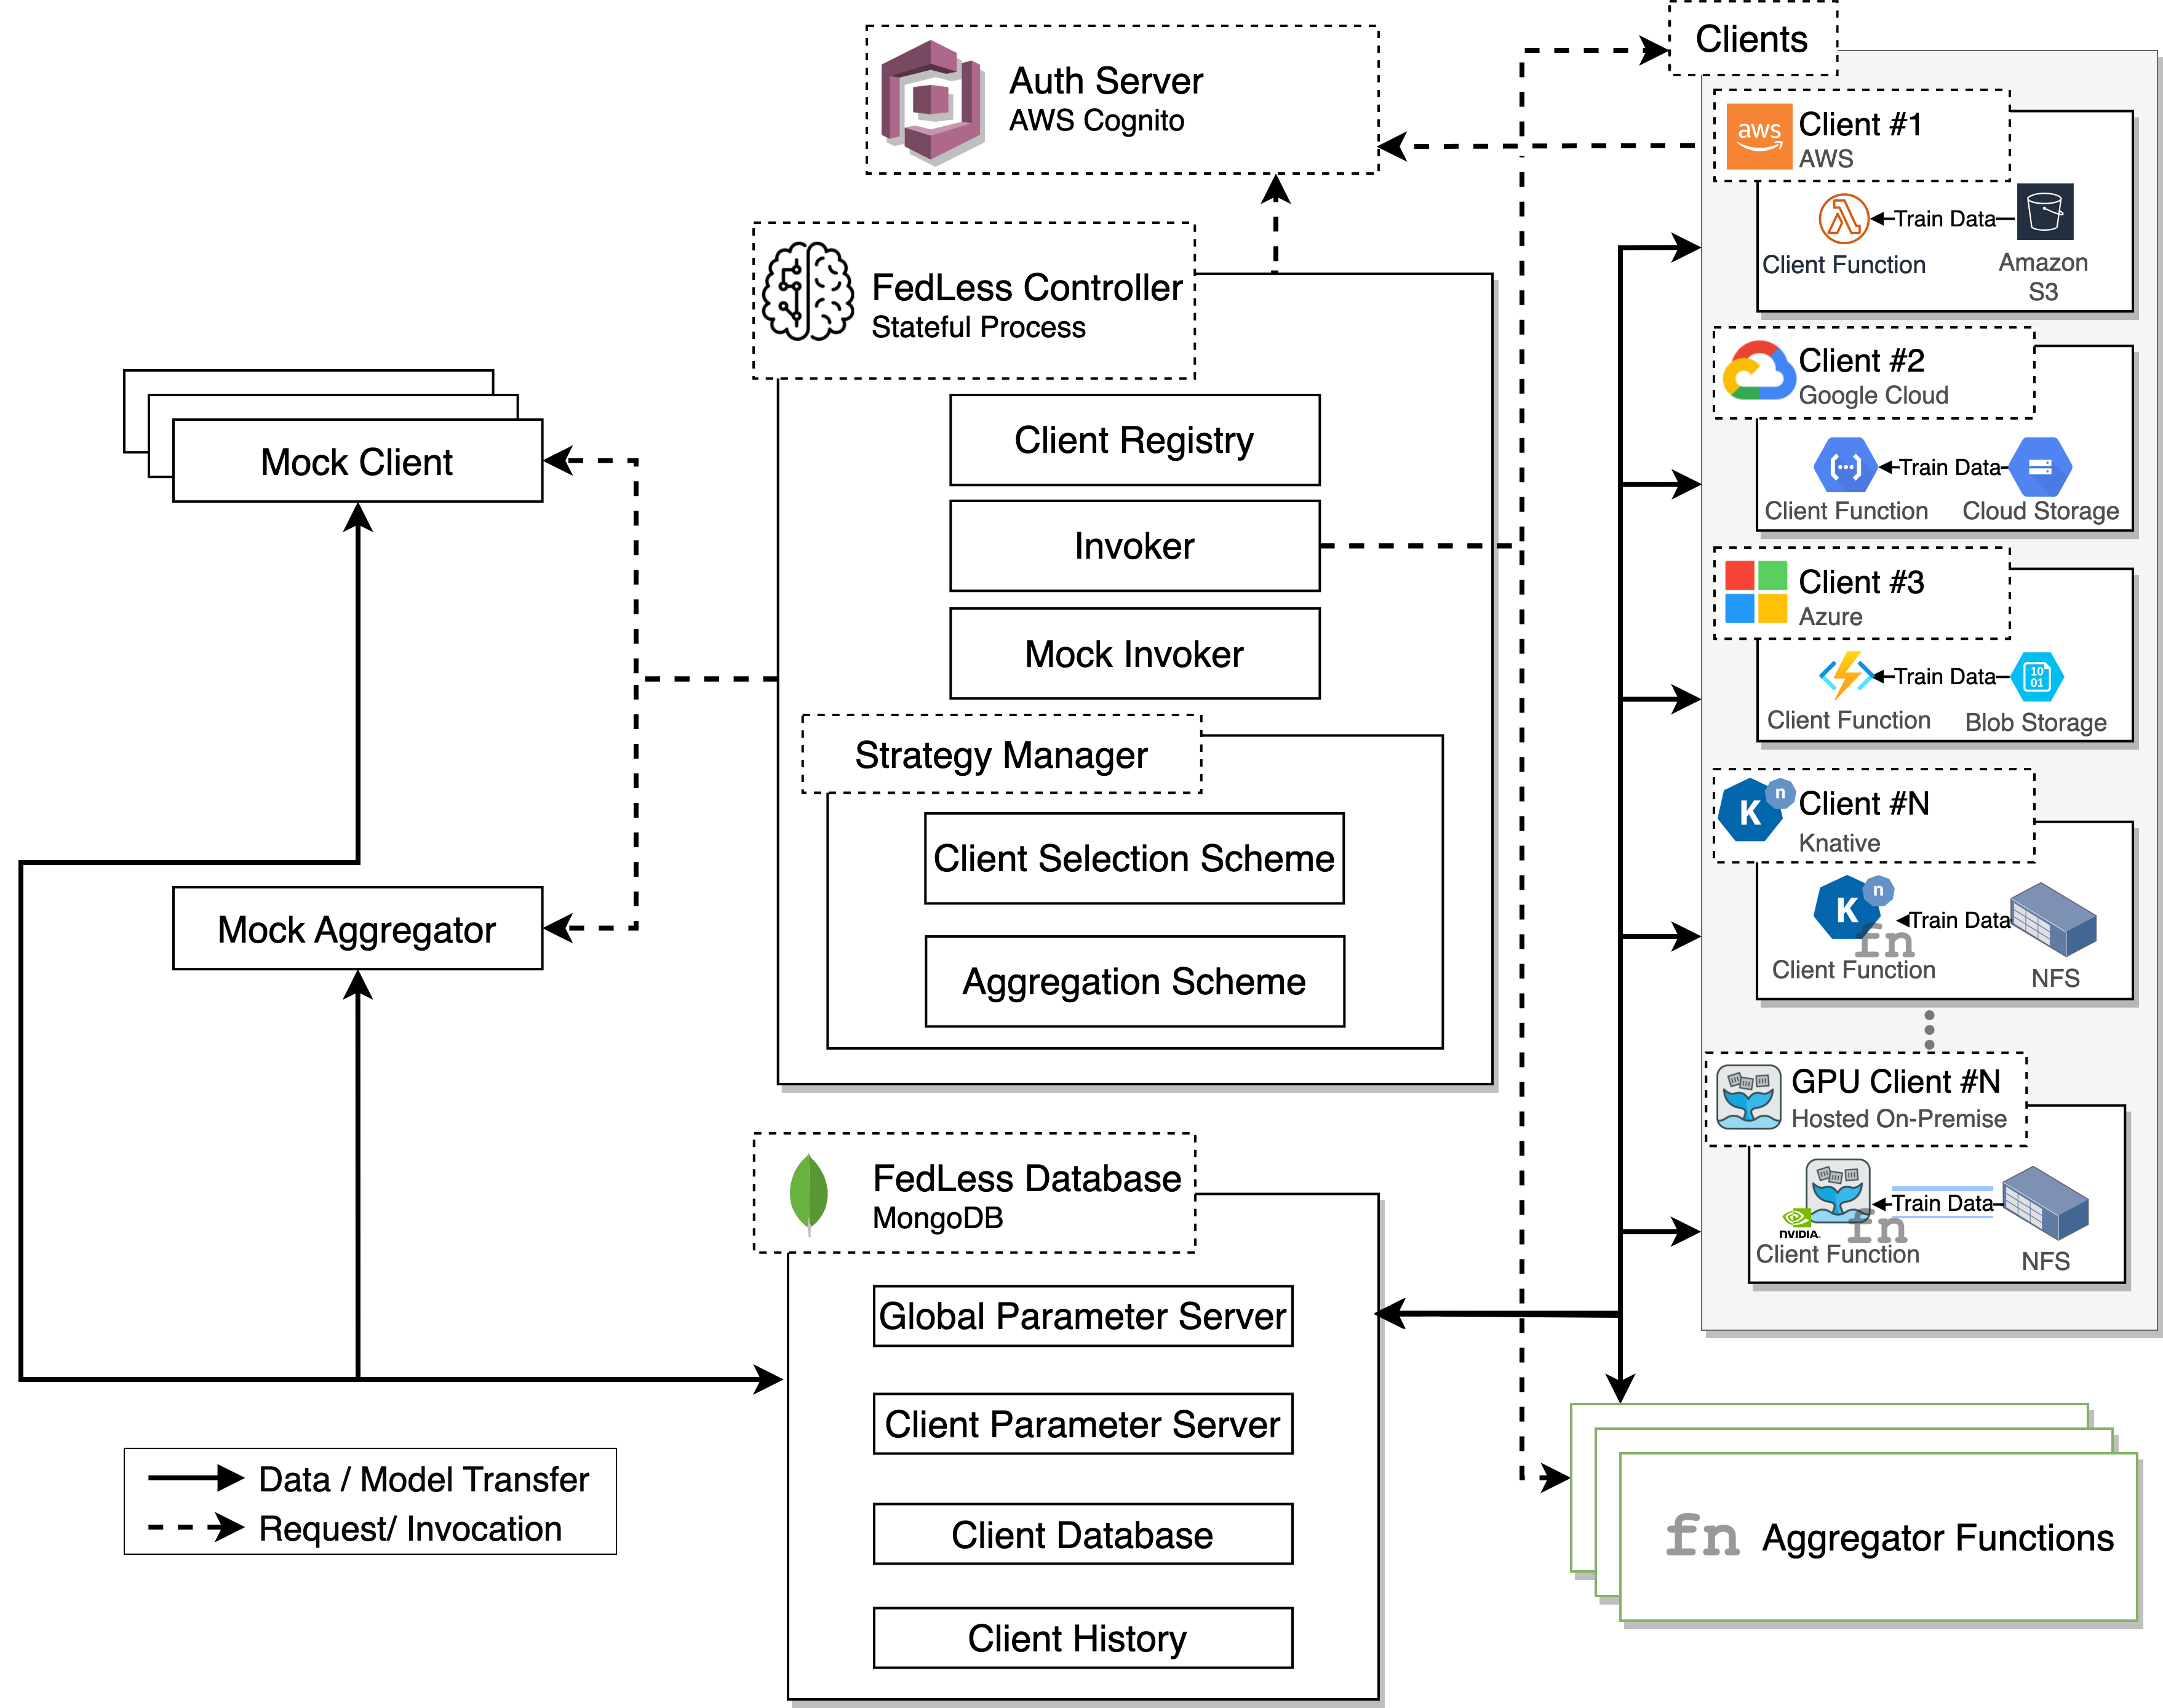 Auth Server
AWS Cognito
Clients
aws
Client #1
AWS
Train Data
Client Function
Amazon
S3
FedLess Controller
Stateful Process
Client Registry
Invoker
Mock Invoker
Strategy Manager
Client Selection Scheme
Aggregation Scheme
Mock Client
Mock Aggregator
Client #2
Google Cloud
Train Data
Client Function
Cloud Storage
Client #3
Azure
Train Data
10
01
Client Function
Blob Storage
K
n
Client #N
Knative
K
n
fn
Train Data
Client Function
NFS
GPU Client #N
Hosted On-Premise
Train Data
fn
NVIDIA
Client Function
NFS
FedLess Database
MongoDB
Global Parameter Server
Client Parameter Server
Client Database
Client History
Data / Model Transfer
Request/ Invocation
fn Aggregator Functions